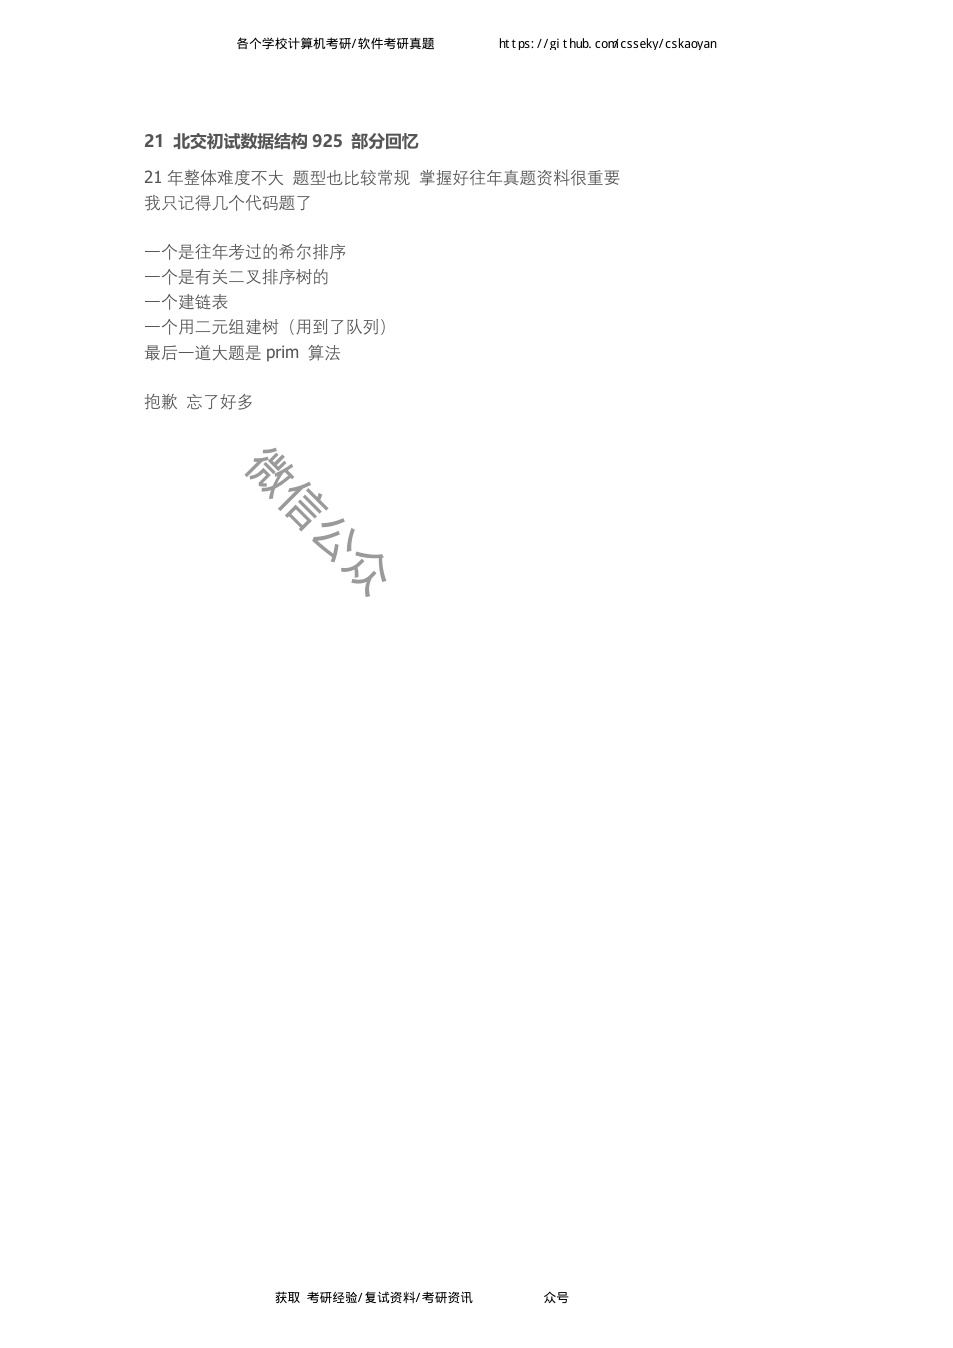 各个学校计算机考研/软件考研真题 https://github.com/csseky/cskaoyan
21 北交初试数据结构 925 部分回忆
21 年整体难度不大 题型也比较常规 掌握好往年真题资料很重要
我只记得几个代码题了
一个是往年考过的希尔排序
一个是有关二叉排序树的
一个建链表
一个用二元组建树（用到了队列）
最后一道大题是 prim 算法
抱歉 忘了好多
微信公众
获取 考研经验/复试资料/考研资讯 众号